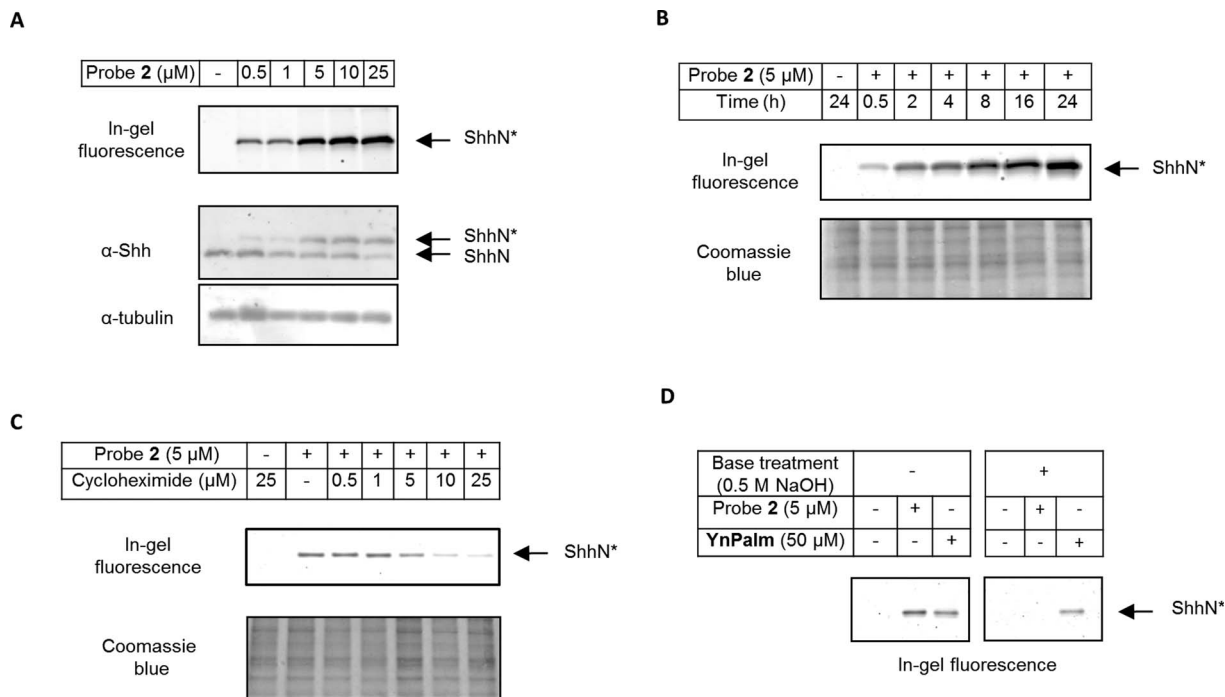 A
Probe 2 (µM) - 0.5 1 5 10 25
In-gel
fluorescence
ShhN*
α-Shh
ShhN*
ShhN
α-tubulin
B
Probe 2 (5 µM) - + + + + + +
Time (h) 24 0.5 2 4 8 16 24
In-gel
fluorescence
ShhN*
Coomassie
blue
C
Probe 2 (5 µM) - + + + + + +
Cycloheximide (µM) 25 - 0.5 1 5 10 25
In-gel
fluorescence
ShhN*
Coomassie
blue
D
Base treatment
(0.5 M NaOH) - +
Probe 2 (5 µM) - + - - + -
YnPalm (50 µM) - - + - - +
ShhN*
In-gel fluorescence